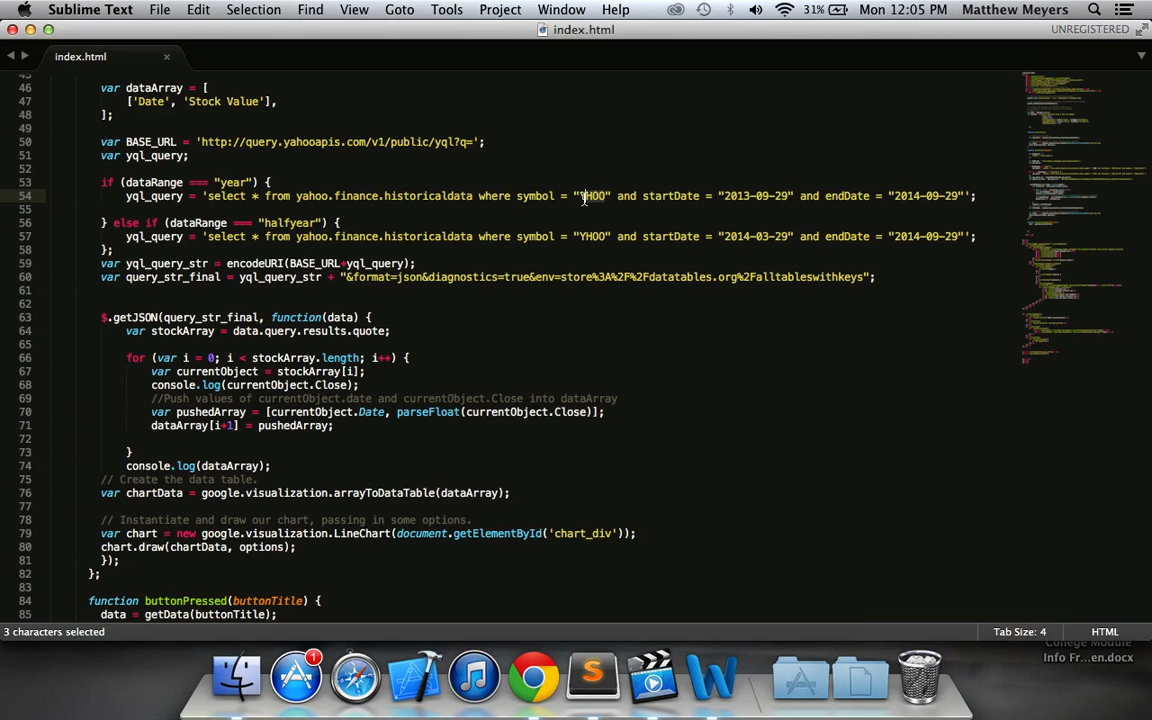 Sublime Text File Edit Selection Find View Goto Tools Project Window Help 31% Mon 12:05 PM Matthew Meyers
index.html UNREGISTERED
index.html ×
45
46 var dataArray = [
47 ['Date', 'Stock Value'],
48 ];
49
50 var BASE_URL = 'http://query.yahooapis.com/v1/public/yql?q=';
51 var yql_query;
52
53 if (dataRange === "year") {
54 yql_query = 'select * from yahoo.finance.historicaldata where symbol = "YHOO" and startDate = "2013-09-29" and endDate = "2014-09-29"';
55
56 } else if (dataRange === "halfyear") {
57 yql_query = 'select * from yahoo.finance.historicaldata where symbol = "YHOO" and startDate = "2014-03-29" and endDate = "2014-09-29"';
58 };
59 var yql_query_str = encodeURI(BASE_URL+yql_query);
60 var query_str_final = yql_query_str + "&format=json&diagnostics=true&env=store%3A%2F%2Fdatatables.org%2Falltableswithkeys";
61
62
63 $.getJSON(query_str_final, function(data) {
64 var stockArray = data.query.results.quote;
65
66 for (var i = 0; i < stockArray.length; i++) {
67 var currentObject = stockArray[i];
68 console.log(currentObject.Close);
69 //Push values of currentObject.date and currentObject.Close into dataArray
70 var pushedArray = [currentObject.Date, parseFloat(currentObject.Close)];
71 dataArray[i+1] = pushedArray;
72
73 }
74 console.log(dataArray);
75 // Create the data table.
76 var chartData = google.visualization.arrayToDataTable(dataArray);
77
78 // Instantiate and draw our chart, passing in some options.
79 var chart = new google.visualization.LineChart(document.getElementById('chart_div'));
80 chart.draw(chartData, options);
81 });
82 };
83
84 function buttonPressed(buttonTitle) {
85 data = getData(buttonTitle);
3 characters selected Tab Size: 4 HTML
College Module
Info Fr...en.docx
1
S
W